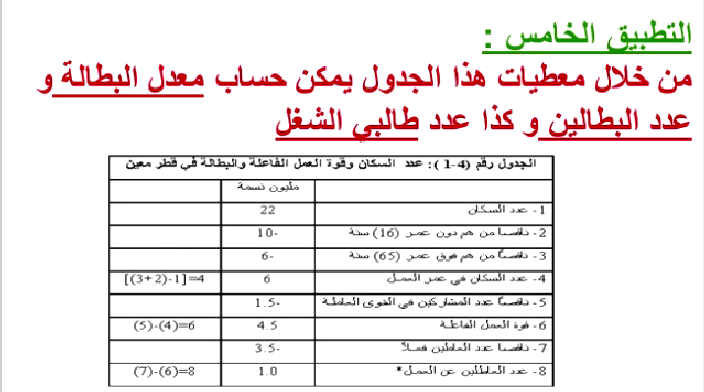 التطبيق الخامس :
من خلال معطيات هذا الجدول يمكن حساب معدل البطالة و
عدد البطالين و كذا عدد طالبي الشغل
الجدول رقم (4-1) : عدد السكان وقوة العمل الفاعلة والبطالة في قطر معين
مليون نسمة
1- عدد السكان 22
2- ناقصاً من هم دون عمر (16) سنة 10-
3- ناقصاً من هم فوق عمر (65) سنة 6-
4- عدد السكان في عمر العمل 6 [(3+2)-1]=4
5- ناقصاً عدد المشاركين في القوى العاملة 1.5-
6- قوة العمل الفاعلة 4.5 (5)-(4)=6
7- ناقصاً عدد العاملين فعلاً 3.5-
8- عدد العاطلين عن العمل* 1.0 (7)-(6)=8